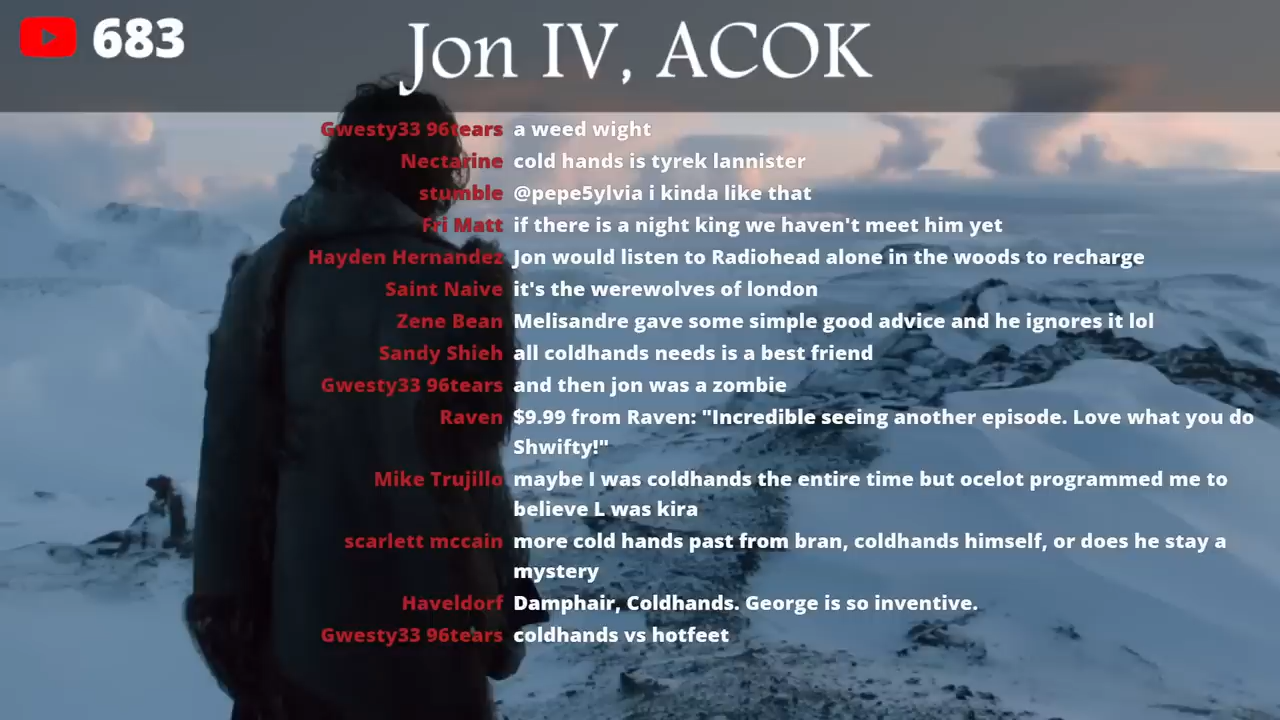 683
Jon IV, ACOK
Gwesty33 96tears a weed wight
Nectarine cold hands is tyrek lannister
stumble @pepe5ylvia i kinda like that
Fri Matt if there is a night king we haven't meet him yet
Hayden Hernandez Jon would listen to Radiohead alone in the woods to recharge
Saint Naive it's the werewolves of london
Zene Bean Melisandre gave some simple good advice and he ignores it lol
Sandy Shieh all coldhands needs is a best friend
Gwesty33 96tears and then jon was a zombie
Raven $9.99 from Raven: "Incredible seeing another episode. Love what you do
Shwifty!"
Mike Trujillo maybe I was coldhands the entire time but ocelot programmed me to
believe L was kira
scarlett mccain more cold hands past from bran, coldhands himself, or does he stay a
mystery
Haveldorf Damphair, Coldhands. George is so inventive.
Gwesty33 96tears coldhands vs hotfeet